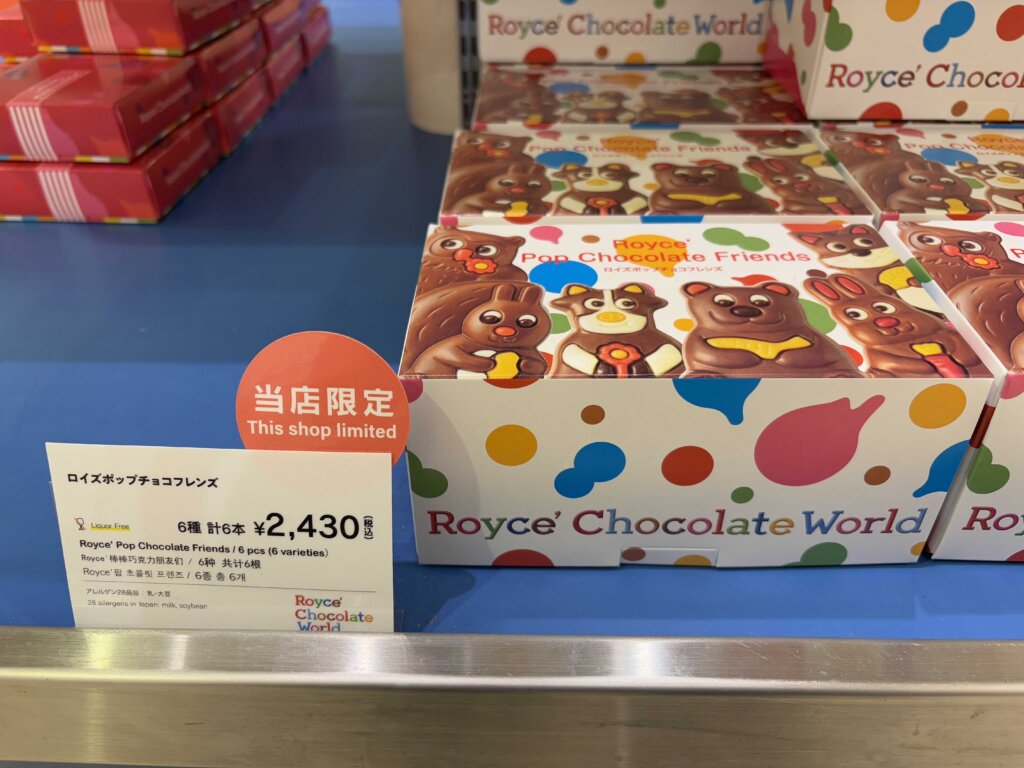 Royce' Chocolate World
Royce' Chocol
Pop Chocolate Friends
Royce'
Pop Chocolate Friends
ロイズポップチョコフレンズ
当店限定
This shop limited
ロイズポップチョコフレンズ
Liquor Free
6種 計6本 ¥2,430(税込)
Royce' Pop Chocolate Friends / 6 pcs (6 varieties)
Royce' 棒棒巧克力朋友们 / 6种 共计6根
Royce' 팝 초콜릿 프렌즈 / 6종 총 6개
アレルゲン28品目：乳・大豆
28 allergens in Japan: milk, soybean
Royce'
Chocolate
World
Royce' Chocolate World
Ro